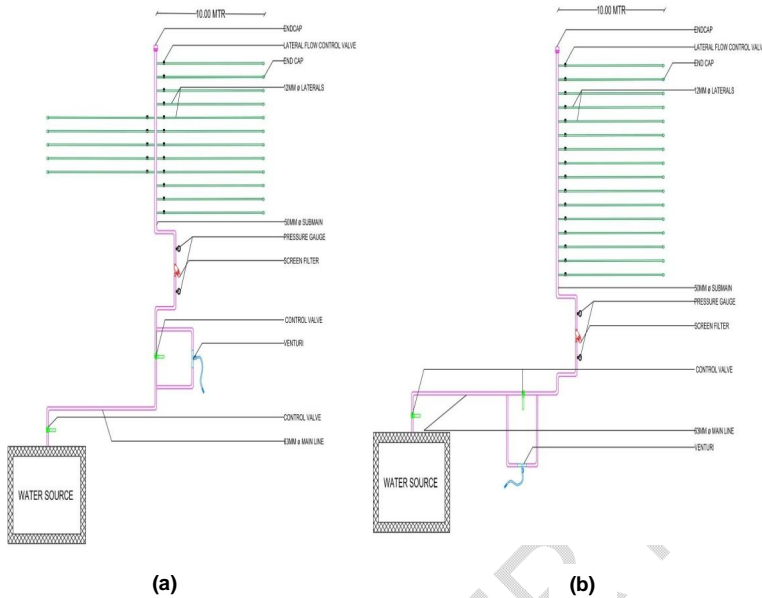 10.00 MTR
ENDCAP
LATERAL FLOW CONTROL VALVE
END CAP
12MM ø LATERALS
50MM ø SUBMAIN
PRESSURE GAUGE
SCREEN FILTER
CONTROL VALVE
VENTURI
CONTROL VALVE
63MM ø MAIN LINE
WATER SOURCE
(a)
10.00 MTR
ENDCAP
LATERAL FLOW CONTROL VALV
END CAP
12MM ø LATERALS
50MM ø SUBMAIN
PRESSURE GAUGE
SCREEN FILTER
CONTROL VALVE
63MM ø MAIN LINE
VENTURI
WATER SOURCE
(b)